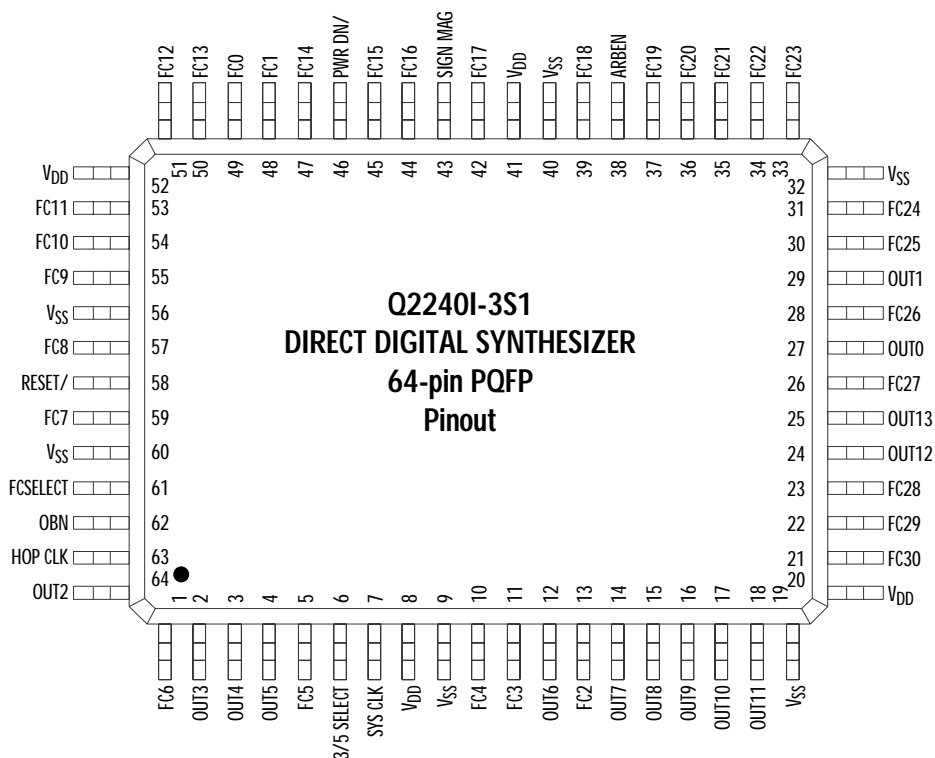 FC12 FC13 FC0 FC1 FC14 PWR DN/ FC15 FC16 SIGN MAG FC17 VDD VSS FC18 ARBEN FC19 FC20 FC21 FC22 FC23
51 50 49 48 47 46 45 44 43 42 41 40 39 38 37 36 35 34 33
VDD 52 32 VSS
FC11 53 31 FC24
FC10 54 30 FC25
FC9 55 29 OUT1
VSS 56 28 FC26
FC8 57 27 OUT0
RESET/ 58 26 FC27
FC7 59 25 OUT13
VSS 60 24 OUT12
FCSELECT 61 23 FC28
OBN 62 22 FC29
HOP CLK 63 21 FC30
OUT2 64 20 VDD
Q2240I-3S1
DIRECT DIGITAL SYNTHESIZER
64-pin PQFP
Pinout
1 2 3 4 5 6 7 8 9 10 11 12 13 14 15 16 17 18 19
FC6 OUT3 OUT4 OUT5 FC5 3/5 SELECT SYS CLK VDD VSS FC4 FC3 OUT6 FC2 OUT7 OUT8 OUT9 OUT10 OUT11 VSS